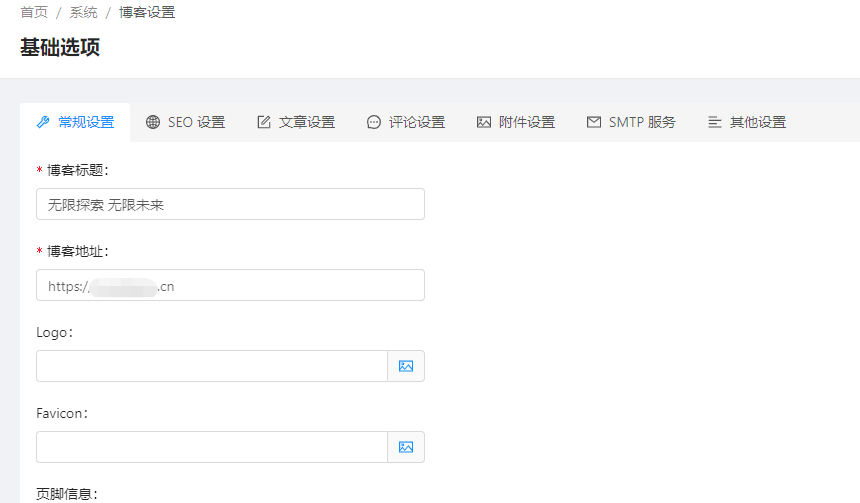 首页 / 系统 / 博客设置
基础选项
常规设置 SEO 设置 文章设置 评论设置 附件设置 SMTP 服务 其他设置
* 博客标题:
无限探索 无限未来
* 博客地址:
https:/ .cn
Logo:
Favicon:
页脚信息: